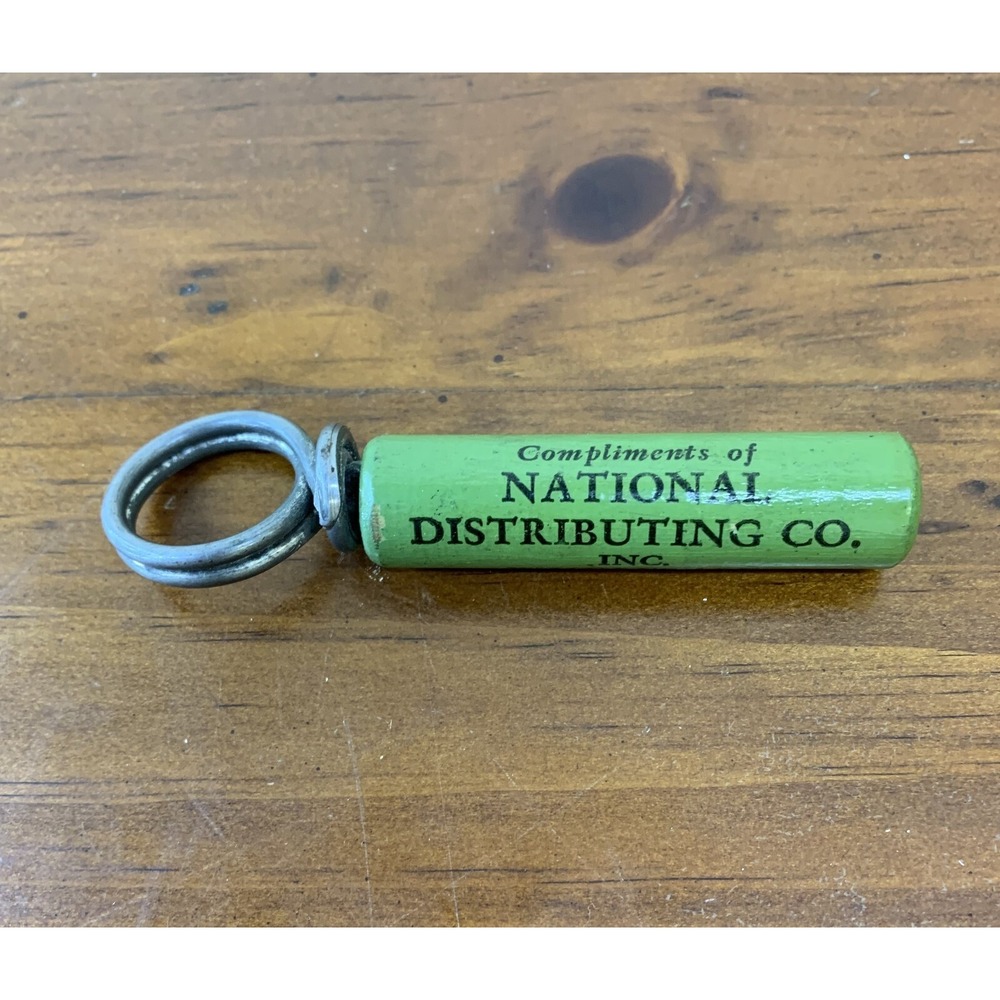 Compliments of
NATIONAL
DISTRIBUTING CO.
INC.